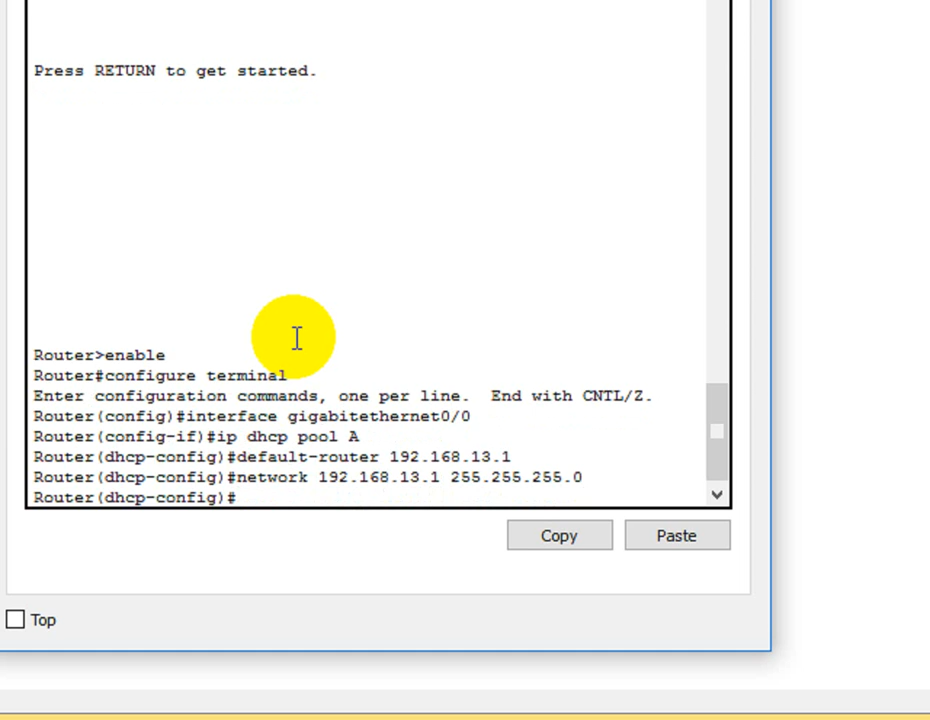 Press RETURN to get started.
Router>enable
Router#configure terminal
Enter configuration commands, one per line.  End with CNTL/Z.
Router(config)#interface gigabitethernet0/0
Router(config-if)#ip dhcp pool A
Router(dhcp-config)#default-router 192.168.13.1
Router(dhcp-config)#network 192.168.13.1 255.255.255.0
Router(dhcp-config)#
Copy Paste
Top